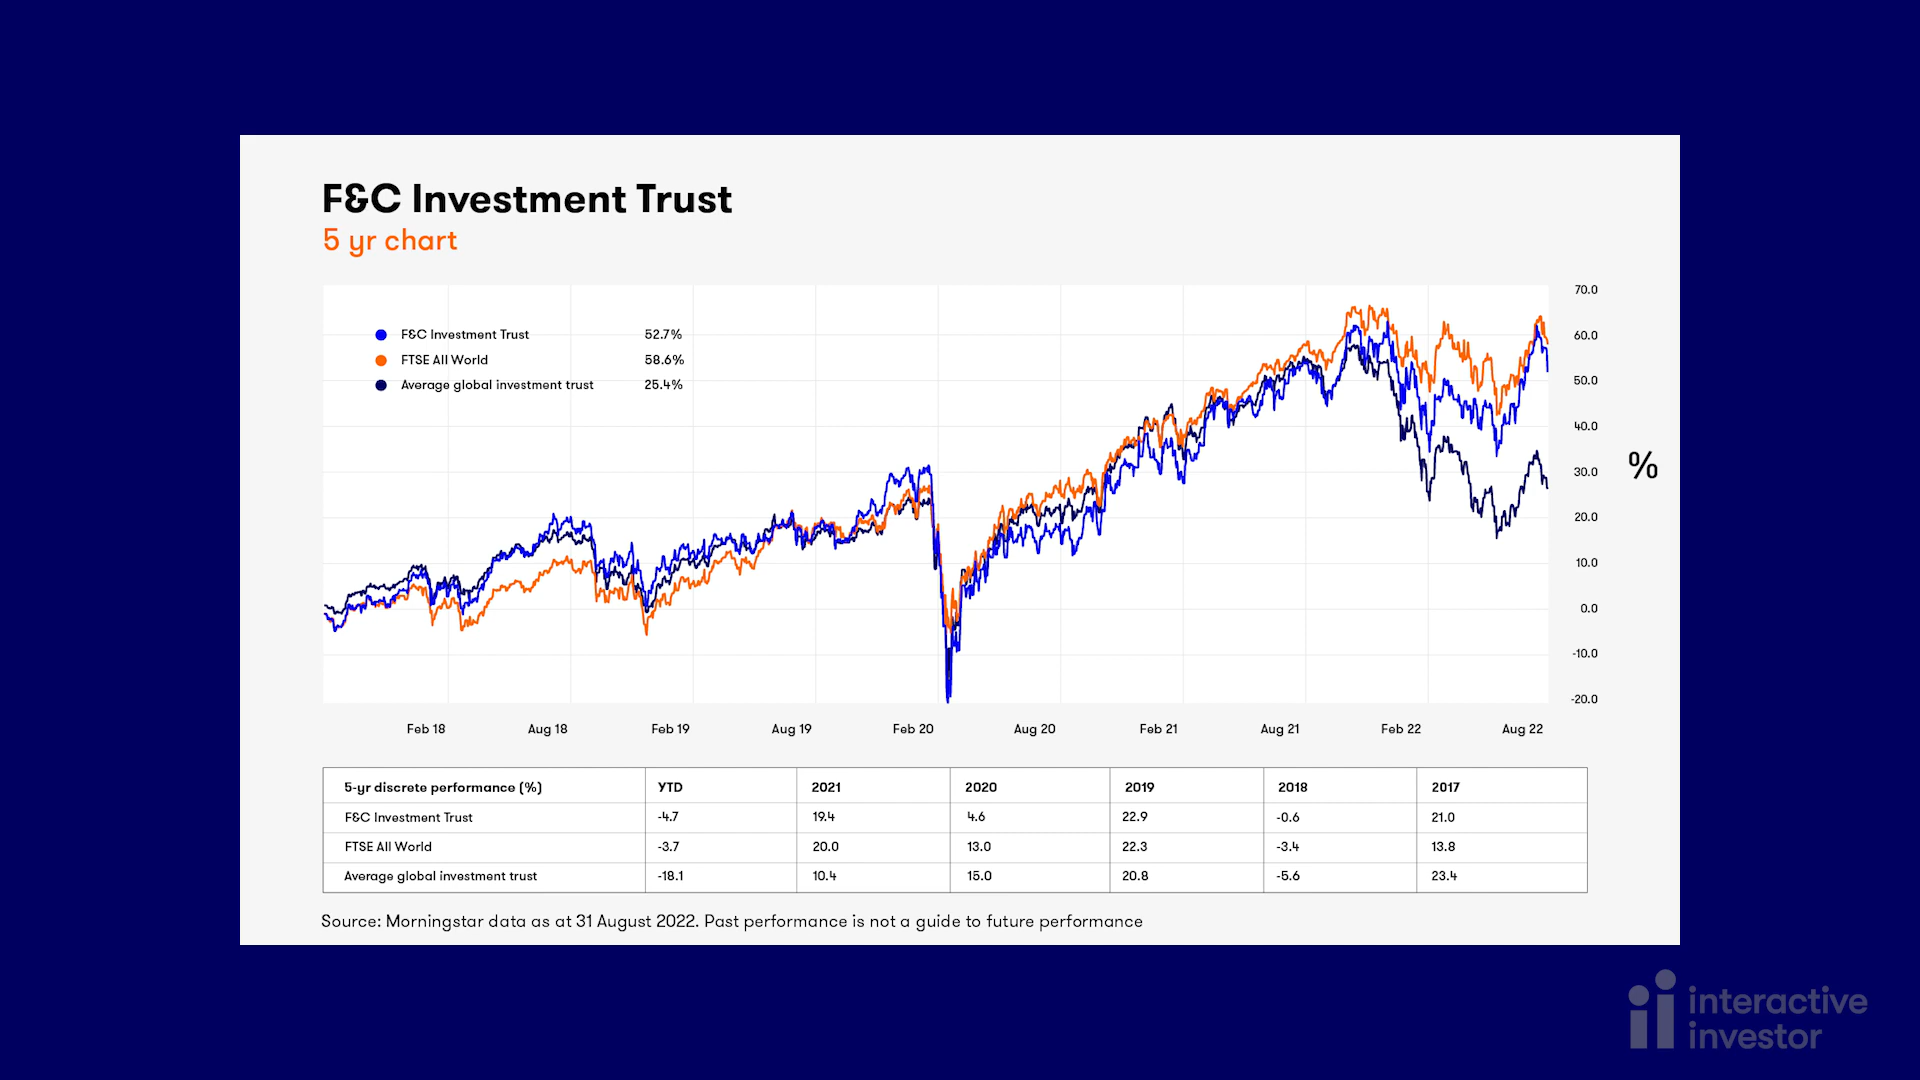 F&C Investment Trust
5 yr chart
F&C Investment Trust 52.7%
FTSE All World 58.6%
Average global investment trust 25.4%
70.0
60.0
50.0
40.0
30.0
20.0
10.0
0.0
-10.0
-20.0
%
Feb 18 Aug 18 Feb 19 Aug 19 Feb 20 Aug 20 Feb 21 Aug 21 Feb 22 Aug 22
5-yr discrete performance (%) YTD 2021 2020 2019 2018 2017
F&C Investment Trust -4.7 19.4 4.6 22.9 -0.6 21.0
FTSE All World -3.7 20.0 13.0 22.3 -3.4 13.8
Average global investment trust -18.1 10.4 15.0 20.8 -5.6 23.4
Source: Morningstar data as at 31 August 2022. Past performance is not a guide to future performance
interactive
investor